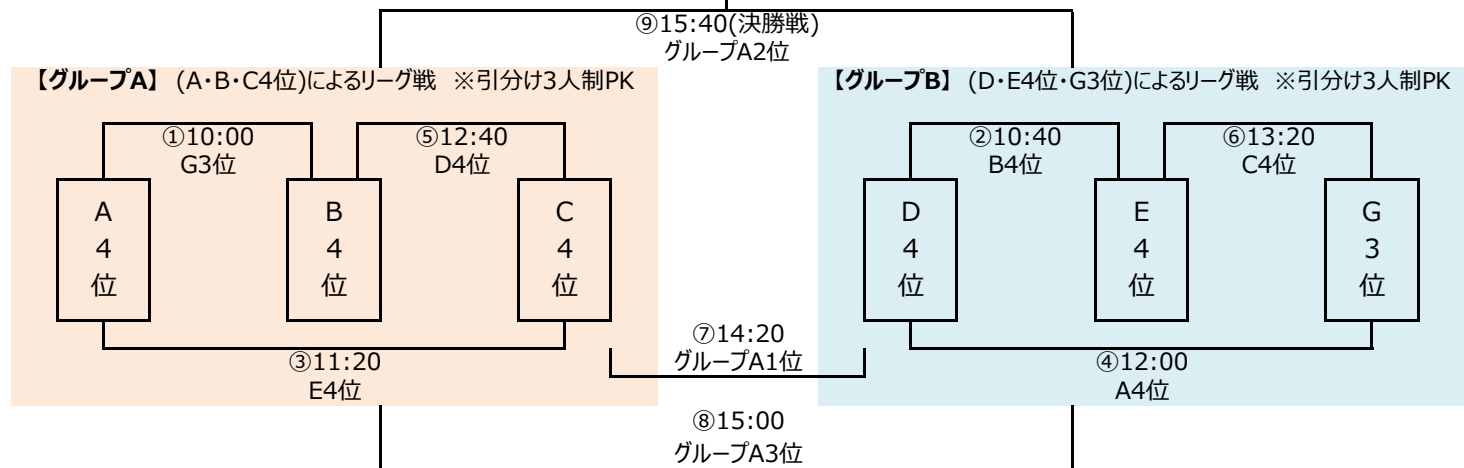 ⑨15:40(決勝戦)
グループA2位
【グループA】 (A・B・C4位)によるリーグ戦 ※引分け3人制PK
【グループB】 (D・E4位・G3位)によるリーグ戦 ※引分け3人制PK
①10:00
G3位
⑤12:40
D4位
②10:40
B4位
⑥13:20
C4位
A4位
B4位
C4位
D4位
E4位
G3位
⑦14:20
グループA1位
③11:20
E4位
④12:00
A4位
⑧15:00
グループA3位